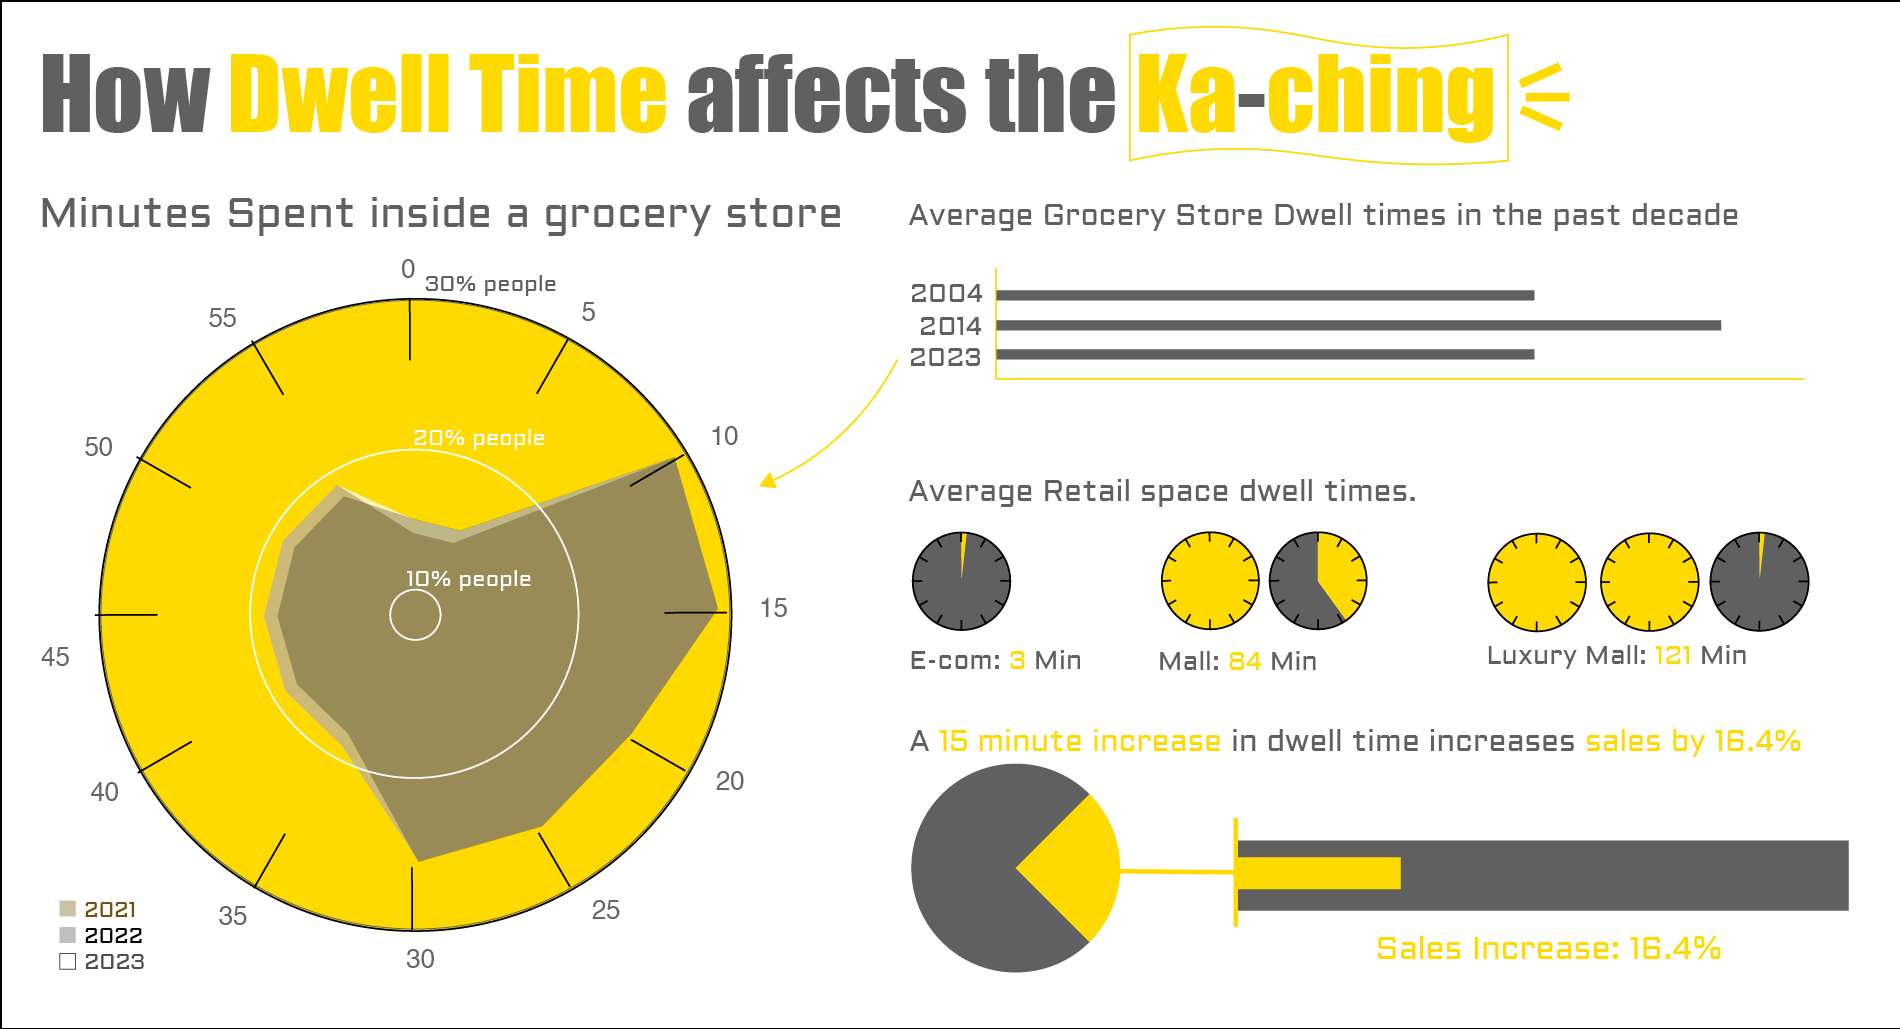 How Dwell Time affects the Ka-ching
Minutes Spent inside a grocery store
0
30% people
5
10
15
20
25
30
35
40
45
50
55
20% people
10% people
2021
2022
2023
Average Grocery Store Dwell times in the past decade
2004
2014
2023
Average Retail space dwell times.
E-com: 3 Min
Mall: 84 Min
Luxury Mall: 121 Min
A 15 minute increase in dwell time increases sales by 16.4%
Sales Increase: 16.4%